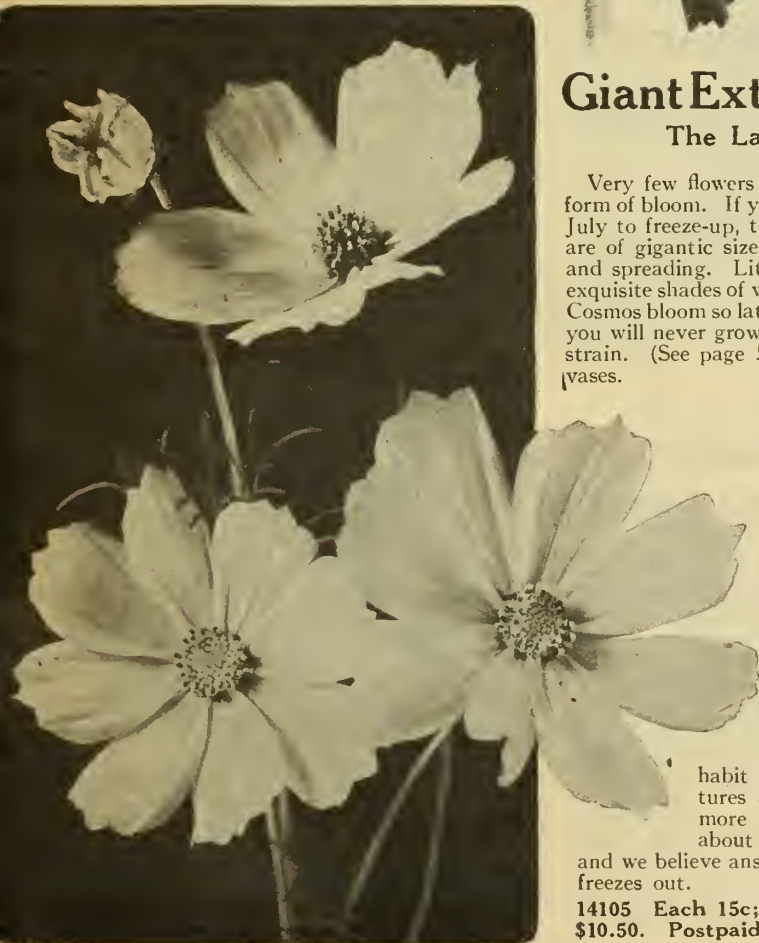 Giant Ext
The La
Very few flowers
form of bloom. If y
July to freeze-up, t
are of gigantic size
and spreading. Lit
exquisite shades of v
Cosmos bloom so lat
you will never grow
strain. (See page
vases.
habit
tures
more
about
and we believe ans
freezes out.
14105 Each 15c;
$10.50. Postpaid